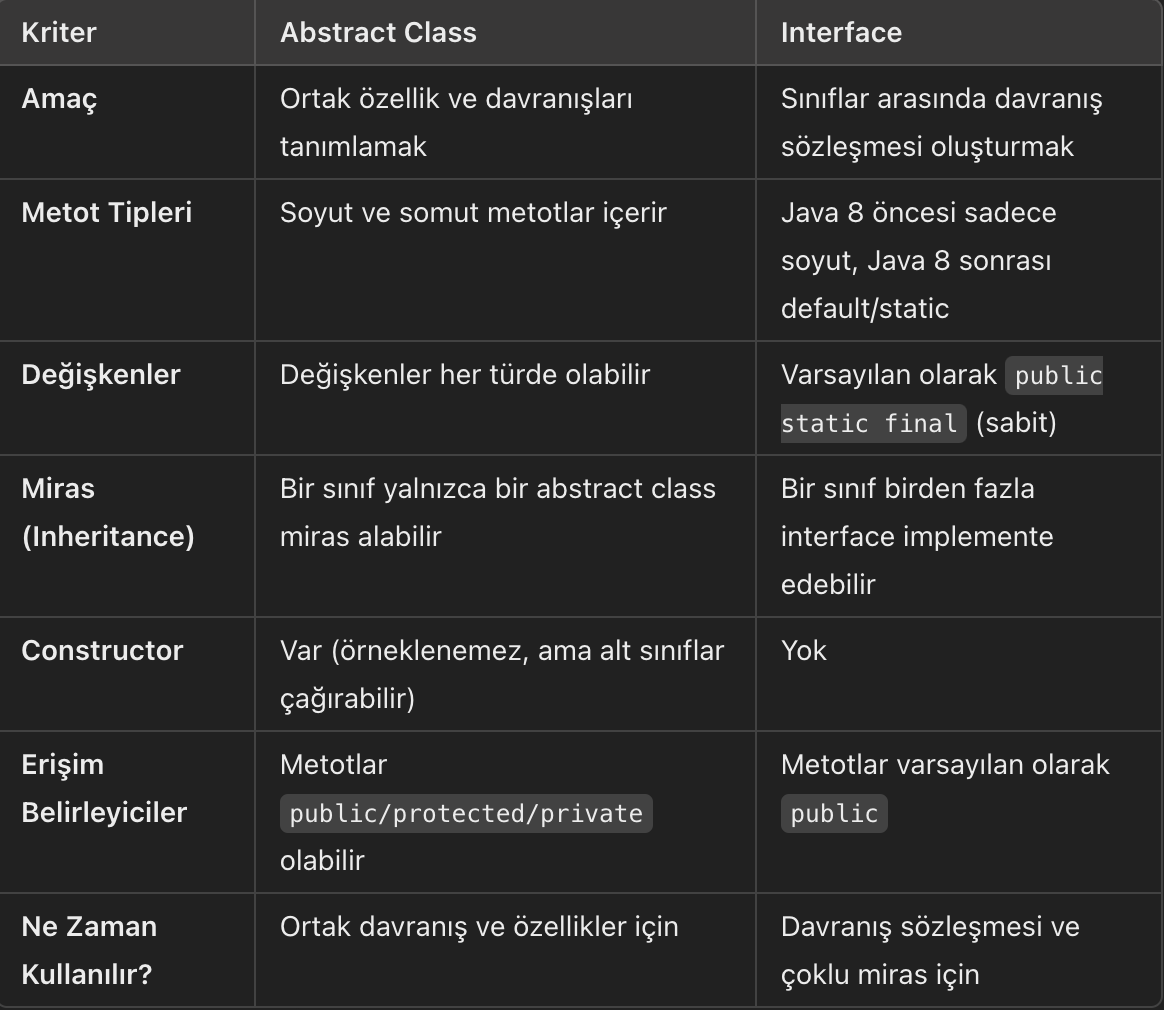 Kriter
Abstract Class
Interface
Amaç
Ortak özellik ve davranışları
tanımlamak
Sınıflar arasında davranış
sözleşmesi oluşturmak
Metot Tipleri
Soyut ve somut metotlar içerir
Java 8 öncesi sadece
soyut, Java 8 sonrası
default/static
Değişkenler
Değişkenler her türde olabilir
Varsayılan olarak public
static final (sabit)
Miras
(Inheritance)
Bir sınıf yalnızca bir abstract class
miras alabilir
Bir sınıf birden fazla
interface implemente
edebilir
Constructor
Var (örneklenemez, ama alt sınıflar
çağırabilir)
Yok
Erişim
Belirleyiciler
Metotlar
public/protected/private
olabilir
Metotlar varsayılan olarak
public
Ne Zaman
Kullanılır?
Ortak davranış ve özellikler için
Davranış sözleşmesi ve
çoklu miras için